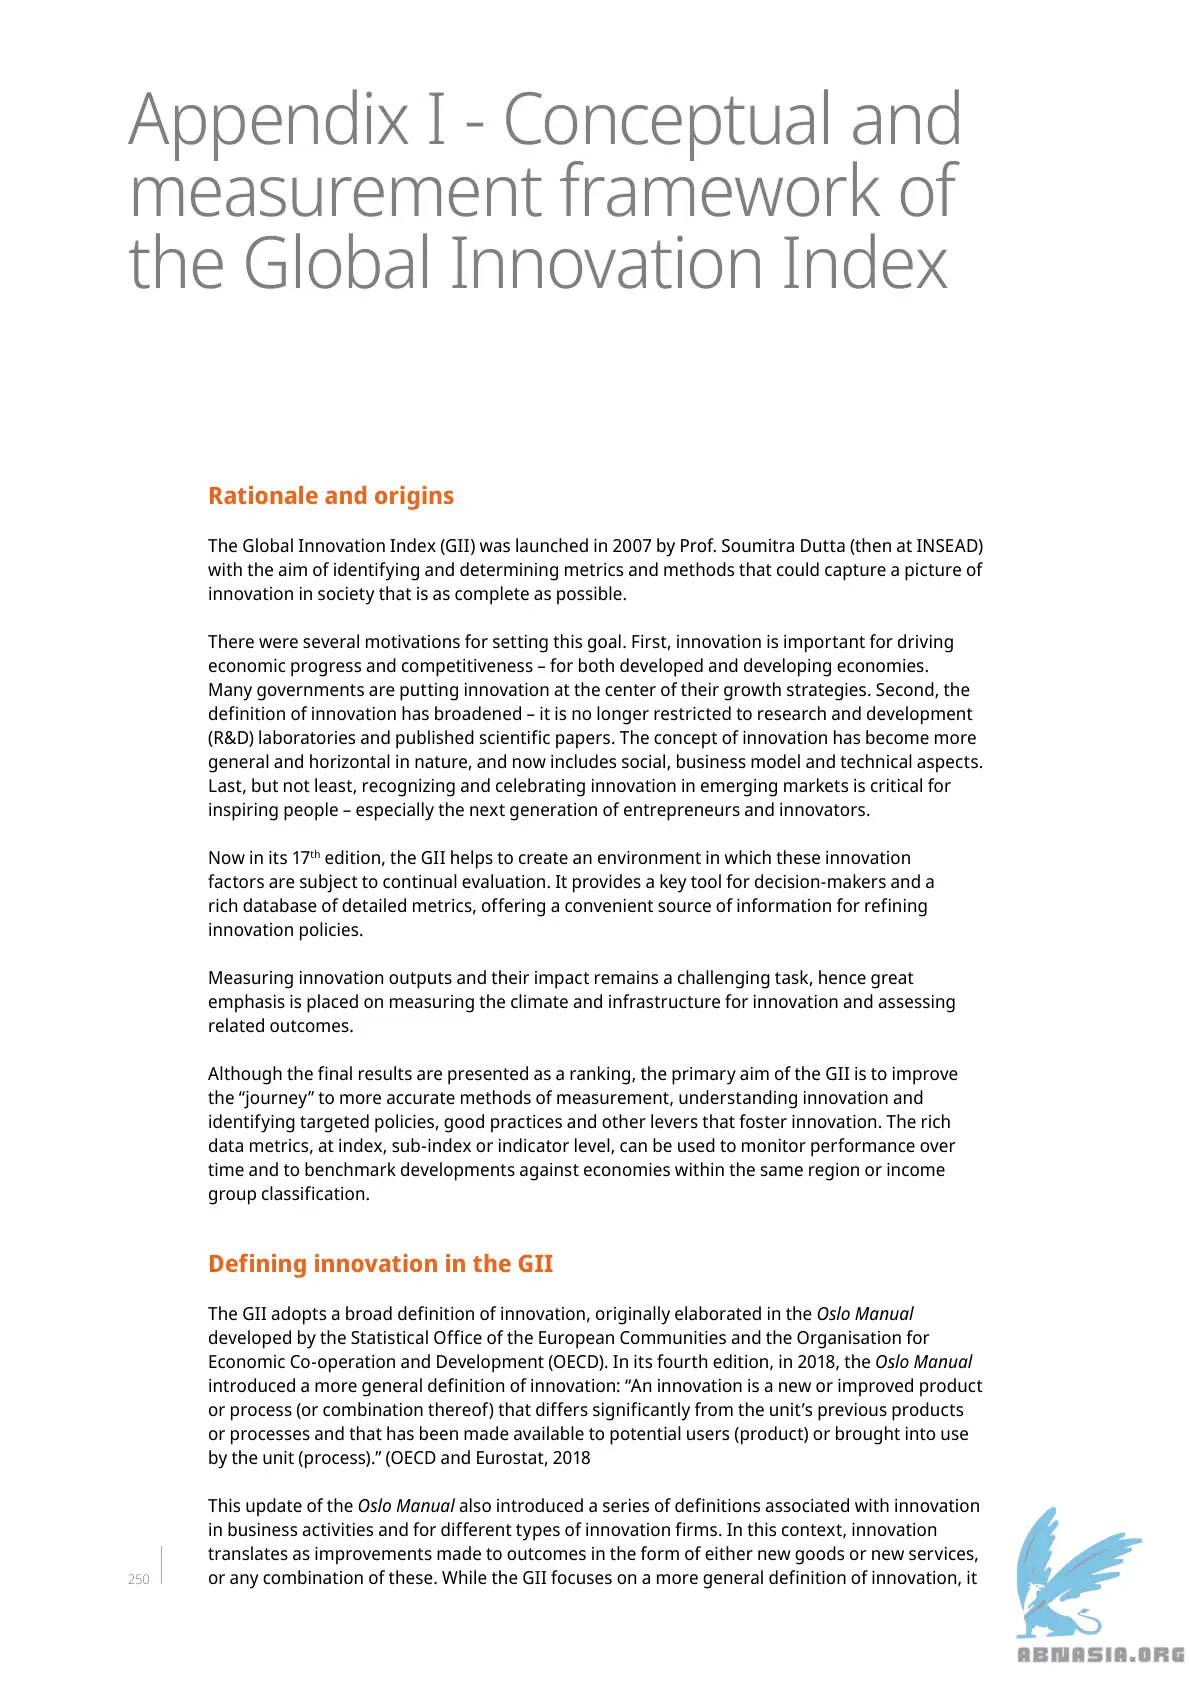 Appendix I - Conceptual and
measurement framework of
the Global Innovation Index
Rationale and origins
The Global Innovation Index (GII) was launched in 2007 by Prof. Soumitra Dutta (then at INSEAD)
with the aim of identifying and determining metrics and methods that could capture a picture of
innovation in society that is as complete as possible.
There were several motivations for setting this goal. First, innovation is important for driving
economic progress and competitiveness – for both developed and developing economies.
Many governments are putting innovation at the center of their growth strategies. Second, the
definition of innovation has broadened – it is no longer restricted to research and development
(R&D) laboratories and published scientific papers. The concept of innovation has become more
general and horizontal in nature, and now includes social, business model and technical aspects.
Last, but not least, recognizing and celebrating innovation in emerging markets is critical for
inspiring people – especially the next generation of entrepreneurs and innovators.
Now in its 17th edition, the GII helps to create an environment in which these innovation
factors are subject to continual evaluation. It provides a key tool for decision-makers and a
rich database of detailed metrics, offering a convenient source of information for refining
innovation policies.
Measuring innovation outputs and their impact remains a challenging task, hence great
emphasis is placed on measuring the climate and infrastructure for innovation and assessing
related outcomes.
Although the final results are presented as a ranking, the primary aim of the GII is to improve
the “journey” to more accurate methods of measurement, understanding innovation and
identifying targeted policies, good practices and other levers that foster innovation. The rich
data metrics, at index, sub-index or indicator level, can be used to monitor performance over
time and to benchmark developments against economies within the same region or income
group classification.
Defining innovation in the GII
The GII adopts a broad definition of innovation, originally elaborated in the Oslo Manual
developed by the Statistical Office of the European Communities and the Organisation for
Economic Co-operation and Development (OECD). In its fourth edition, in 2018, the Oslo Manual
introduced a more general definition of innovation: “An innovation is a new or improved product
or process (or combination thereof) that differs significantly from the unit’s previous products
or processes and that has been made available to potential users (product) or brought into use
by the unit (process).” (OECD and Eurostat, 2018
This update of the Oslo Manual also introduced a series of definitions associated with innovation
in business activities and for different types of innovation firms. In this context, innovation
translates as improvements made to outcomes in the form of either new goods or new services,
or any combination of these. While the GII focuses on a more general definition of innovation, it
250
ABNASIA.ORG